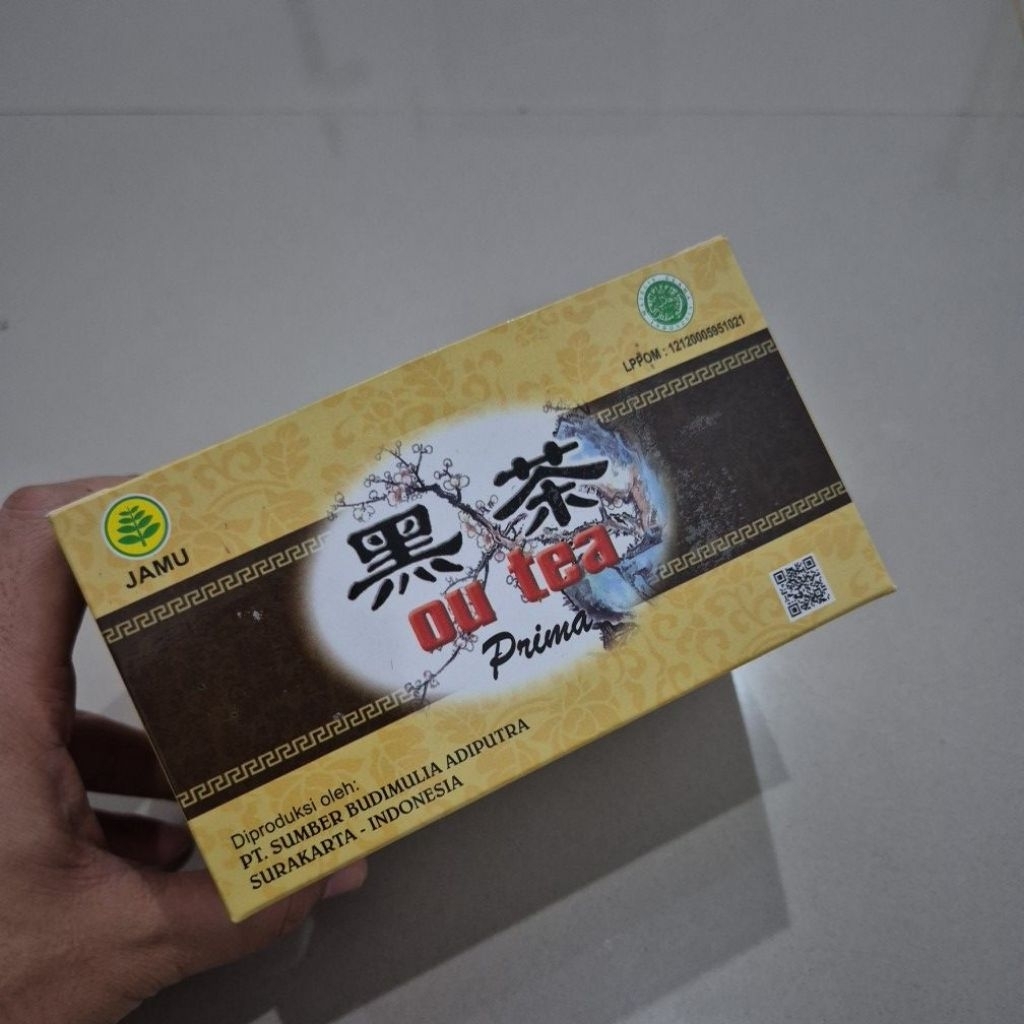 LPPOM : 12120005951021
JAMU
黑茶
ou tea
Prima
Diproduksi oleh:
PT. SUMBER BUDIMULIA ADIPUTRA
SURAKARTA - INDONESIA